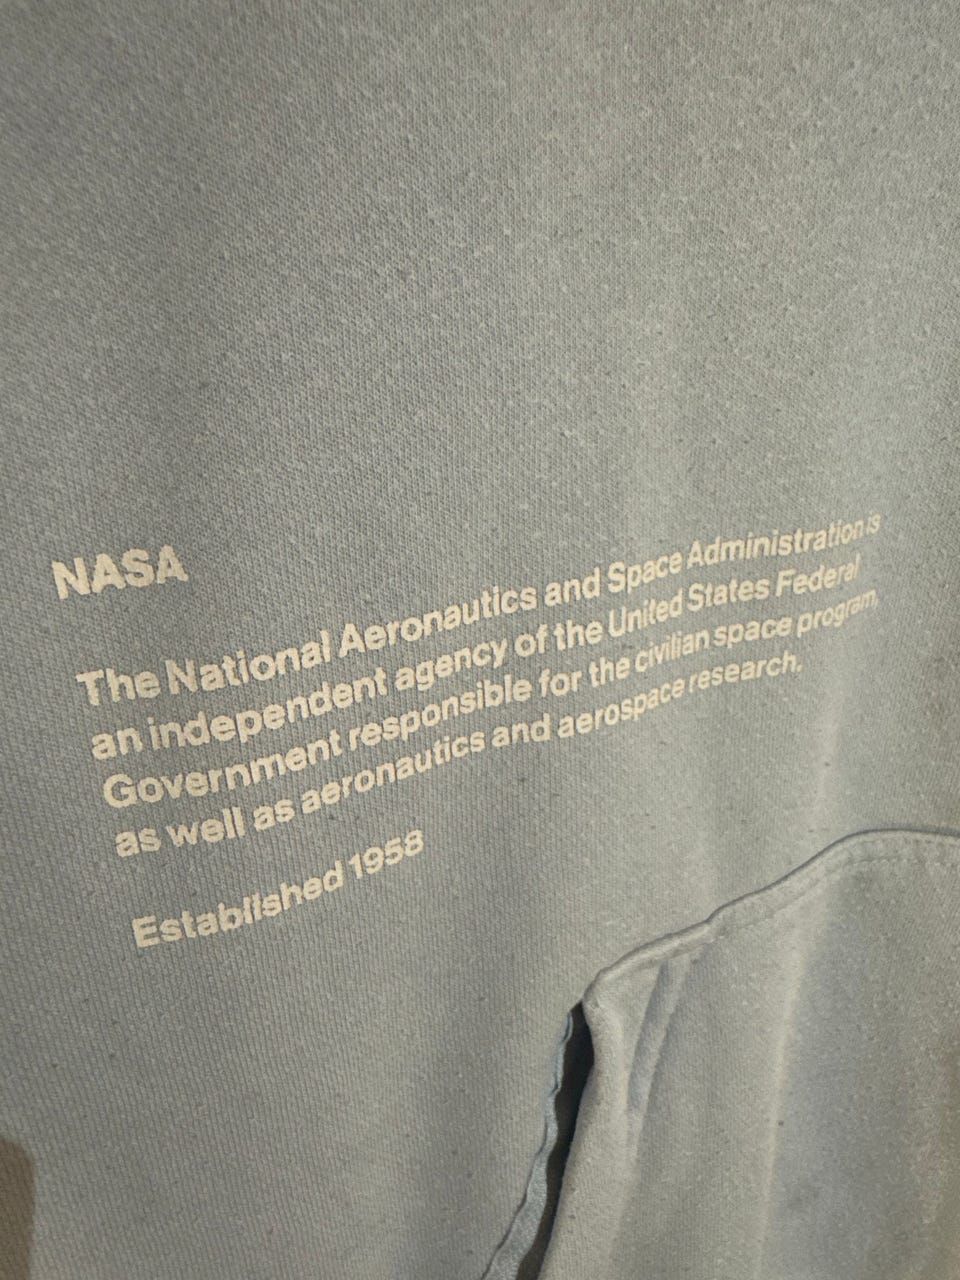 NASA
The National Aeronautics and Space Administration is
an independent agency of the United States Federal
Government responsible for the civilian space program,
as well as aeronautics and aerospace research.
Established 1958